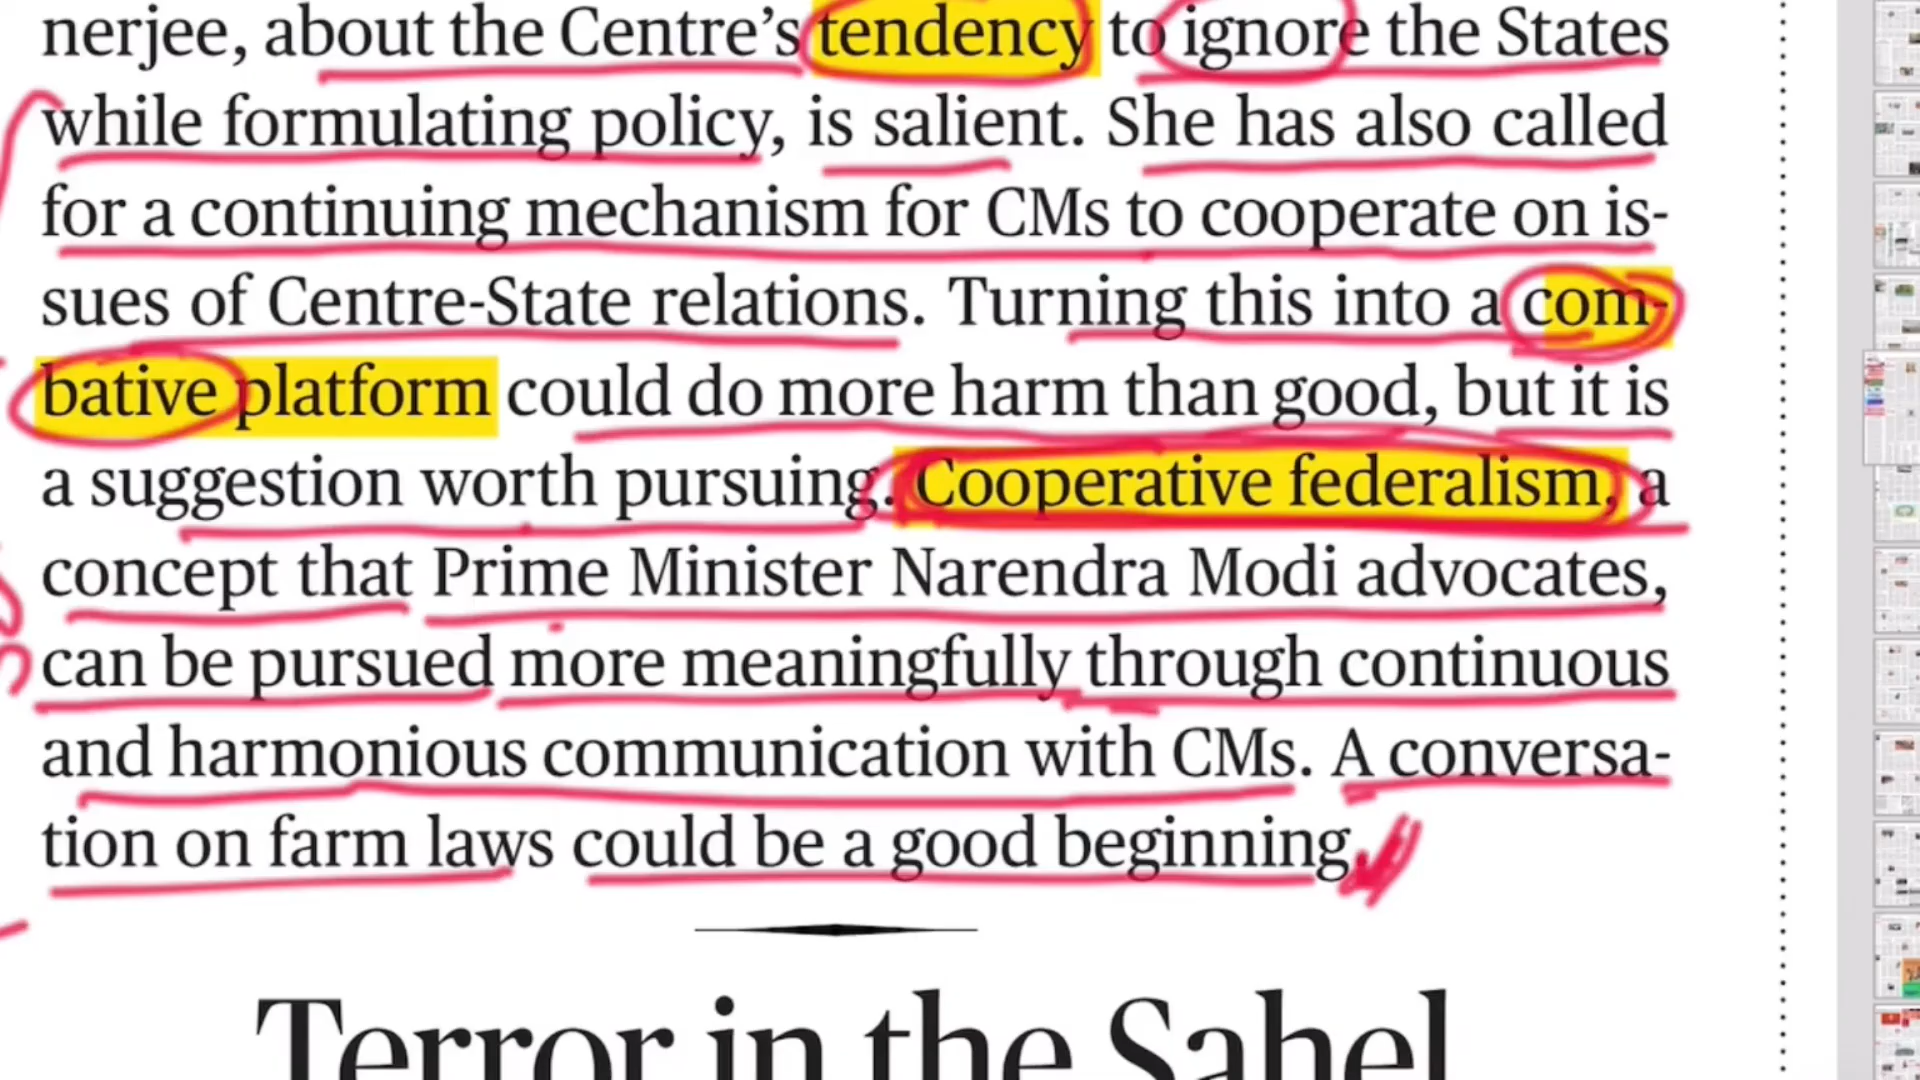 nerjee, about the Centre’s tendency to ignore the States
while formulating policy, is salient. She has also called
for a continuing mechanism for CMs to cooperate on is-
sues of Centre-State relations. Turning this into a com-
bative platform could do more harm than good, but it is
a suggestion worth pursuing. Cooperative federalism, a
concept that Prime Minister Narendra Modi advocates,
can be pursued more meaningfully through continuous
and harmonious communication with CMs. A conversa-
tion on farm laws could be a good beginning.
Terror in the Sahel